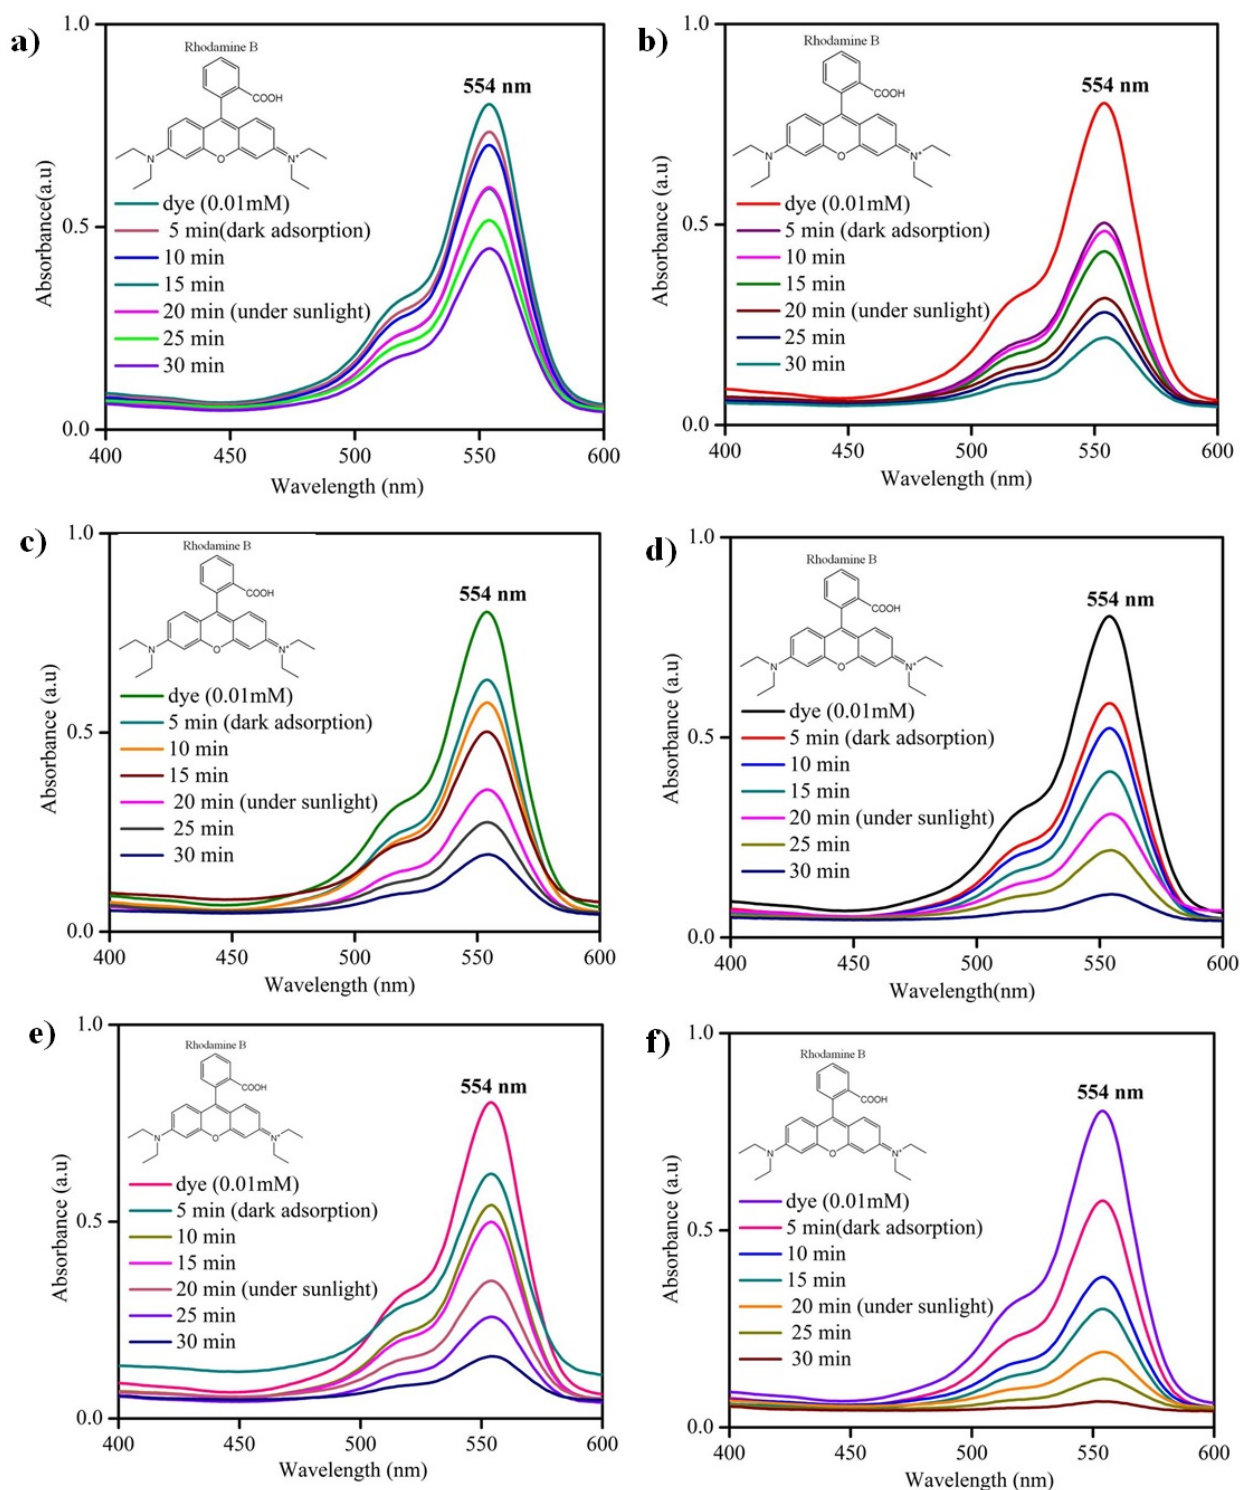 a)
Rhodamine B
COOH
N
O
N+
554 nm
dye (0.01mM)
5 min(dark adsorption)
10 min
15 min
20 min (under sunlight)
25 min
30 min
1.0
0.5
0.0
Absorbance(a.u)
400 450 500 550 600
Wavelength (nm)
b)
Rhodamine B
COOH
N
O
N+
554 nm
dye (0.01mM)
5 min (dark adsorption)
10 min
15 min
20 min (under sunlight)
25 min
30 min
1.0
0.5
0.0
Absorbance (a.u)
400 450 500 550 600
Wavelength (nm)
c)
Rhodamine B
COOH
N
O
N+
554 nm
dye (0.01mM)
5 min (dark adsorption)
10 min
15 min
20 min (under sunlight)
25 min
30 min
1.0
0.5
0.0
Absorbance (a.u)
400 450 500 550 600
Wavelength (nm)
d)
Rhodamine B
COOH
N
O
N+
554 nm
dye (0.01mM)
5 min (dark adsorption)
10 min
15 min
20 min (under sunlight)
25 min
30 min
1.0
0.5
0.0
Absorbance (a.u)
400 450 500 550 600
Wavelength(nm)
e)
Rhodamine B
COOH
N
O
N+
554 nm
dye (0.01mM)
5 min (dark adsorption)
10 min
15 min
20 min (under sunlight)
25 min
30 min
1.0
0.5
0.0
Absorbance (a.u)
400 450 500 550 600
Wavelength (nm)
f)
Rhodamine B
COOH
N
O
N+
554 nm
dye (0.01mM)
5 min(dark adsorption)
10 min
15 min
20 min (under sunlight)
25 min
30 min
1.0
0.5
0.0
Absorbance (a.u)
400 450 500 550 600
Wavelength (nm)